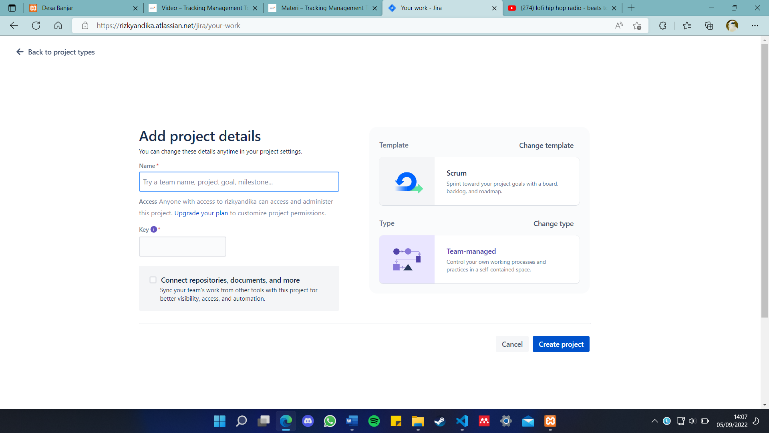 Desa Banjar
Video – Tracking Management T
Materi – Tracking Management
Your work - Jira
(274) lofi hip hop radio - beats t
https://rizkyandika.atlassian.net/jira/your-work
Back to project types
Add project details
You can change these details anytime in your project settings.
Name *
Try a team name, project goal, milestone...
Access Anyone with access to rizkyandika can access and administer
this project. Upgrade your plan to customize project permissions.
Key *
Connect repositories, documents, and more
Sync your team's work from other tools with this project for
better visibility, access, and automation.
Template
Change template
Scrum
Sprint toward your project goals with a board,
backlog, and roadmap.
Type
Change type
Team-managed
Control your own working processes and
practices in a self-contained space.
Cancel
Create project
14:07
05/09/2022